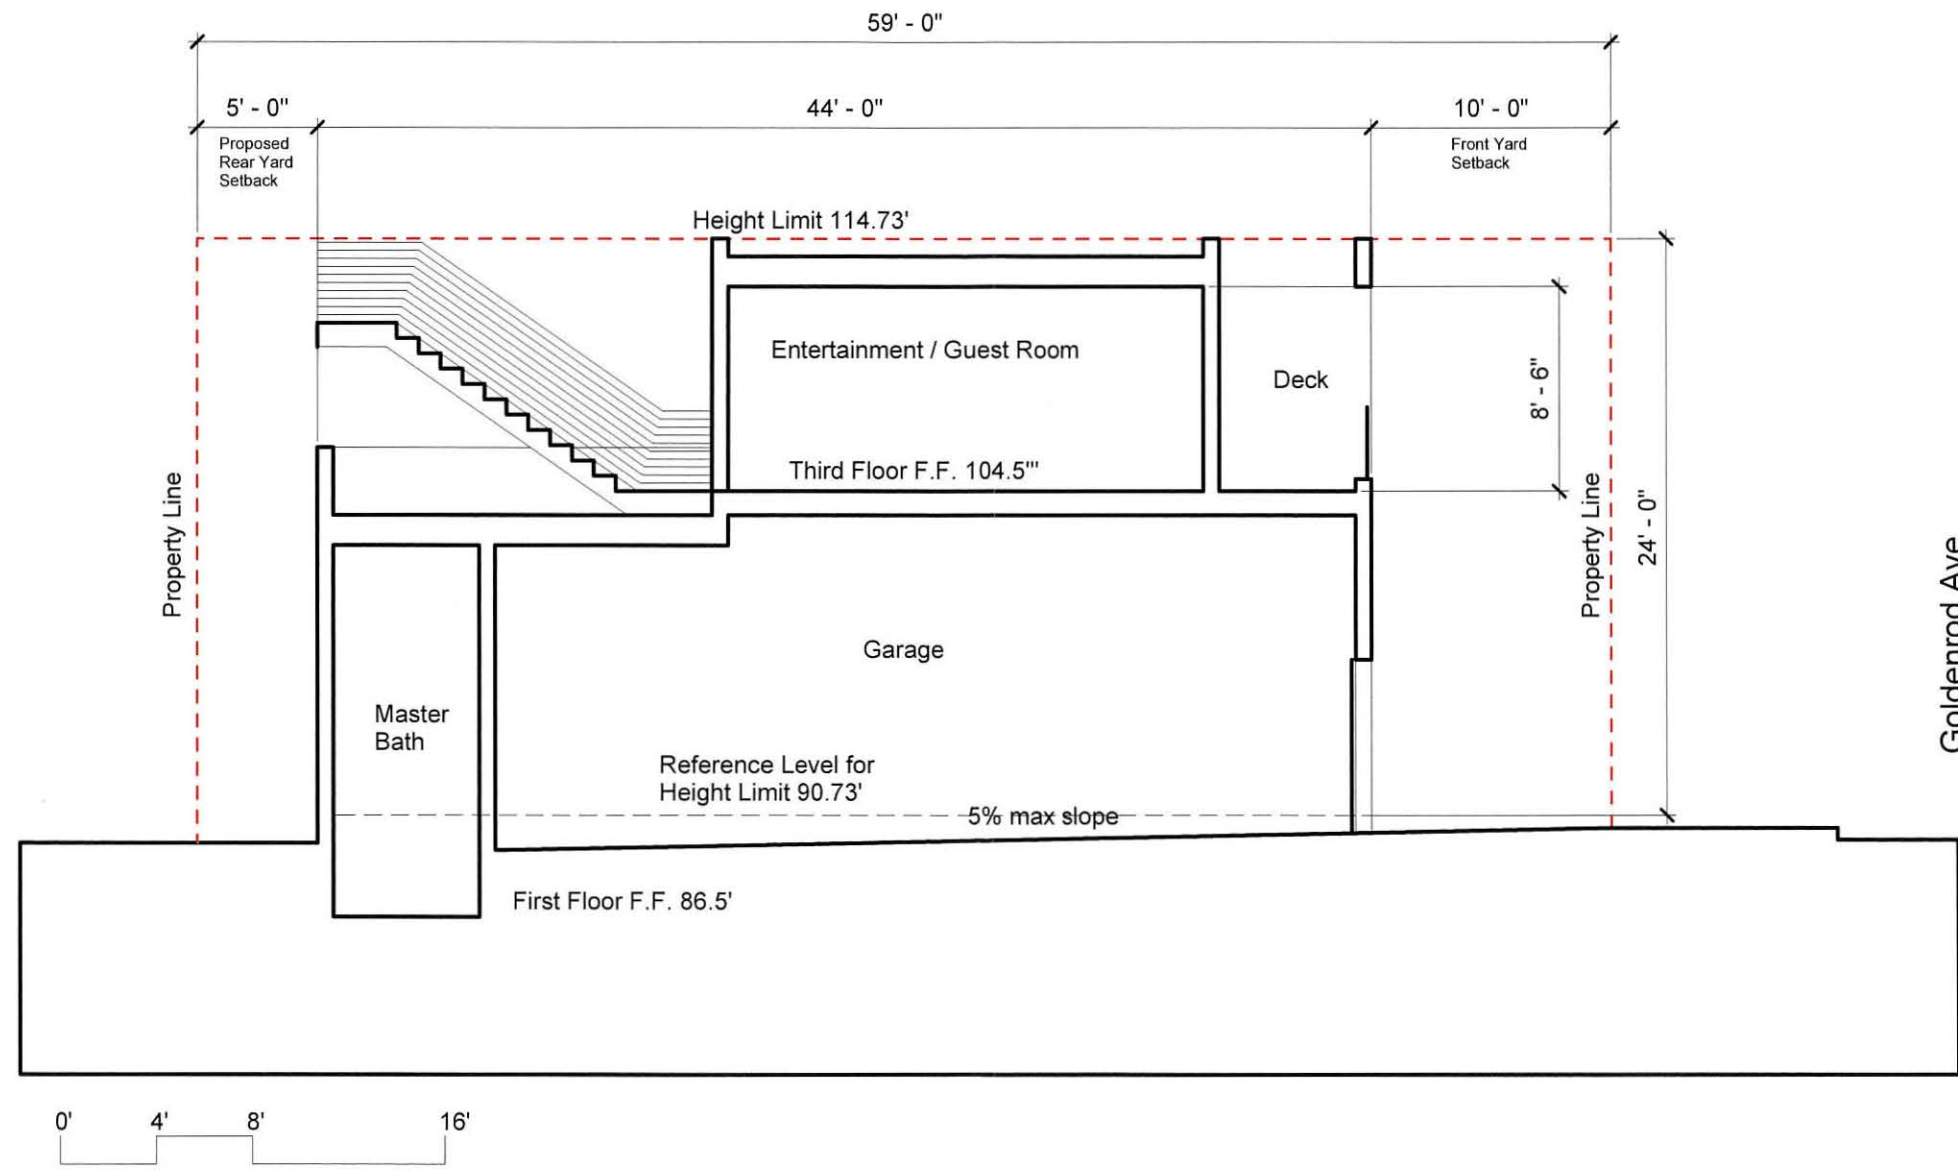 59' - 0"
5' - 0"
44' - 0"
10' - 0"
Proposed
Rear Yard
Setback
Front Yard
Setback
Height Limit 114.73'
Entertainment / Guest Room
Deck
8' - 6"
Third Floor F.F. 104.5'"
Property Line
Property Line
24' - 0"
Goldenrod Ave
Garage
Master
Bath
Reference Level for
Height Limit 90.73'
5% max slope
First Floor F.F. 86.5'
0' 4' 8' 16'